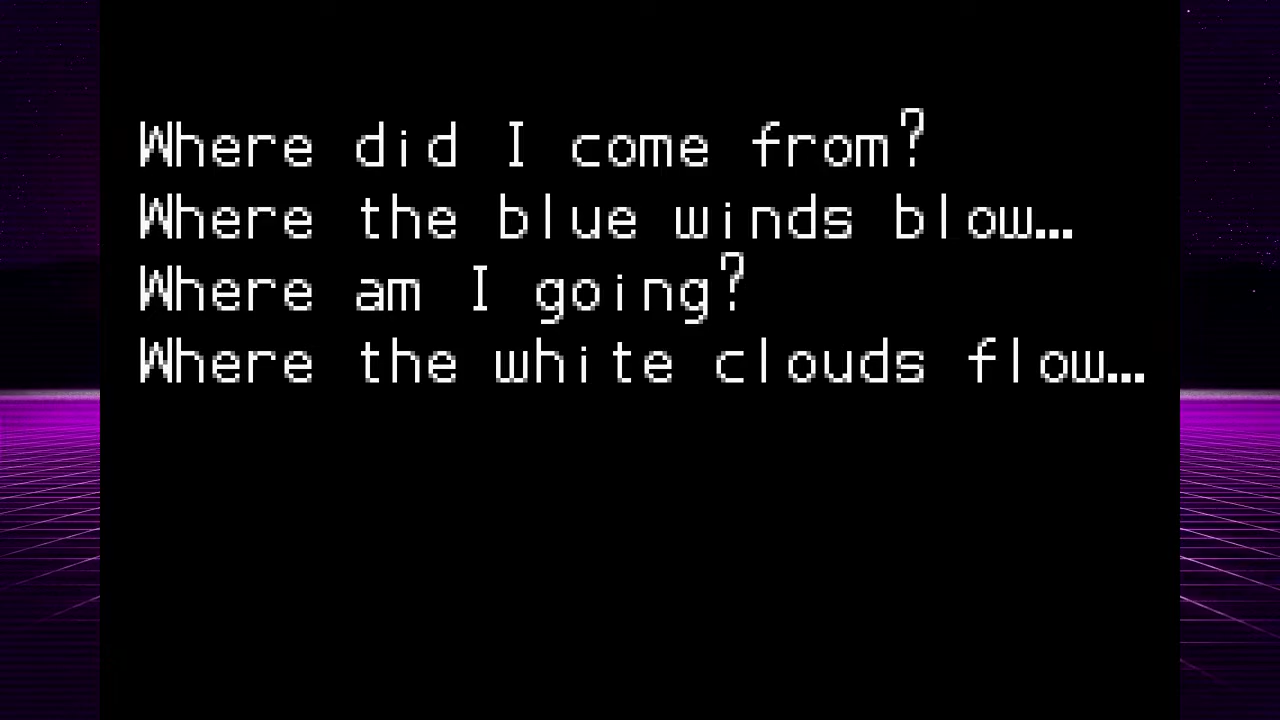 Where did I come from?
Where the blue winds blow...
Where am I going?
Where the white clouds flow...